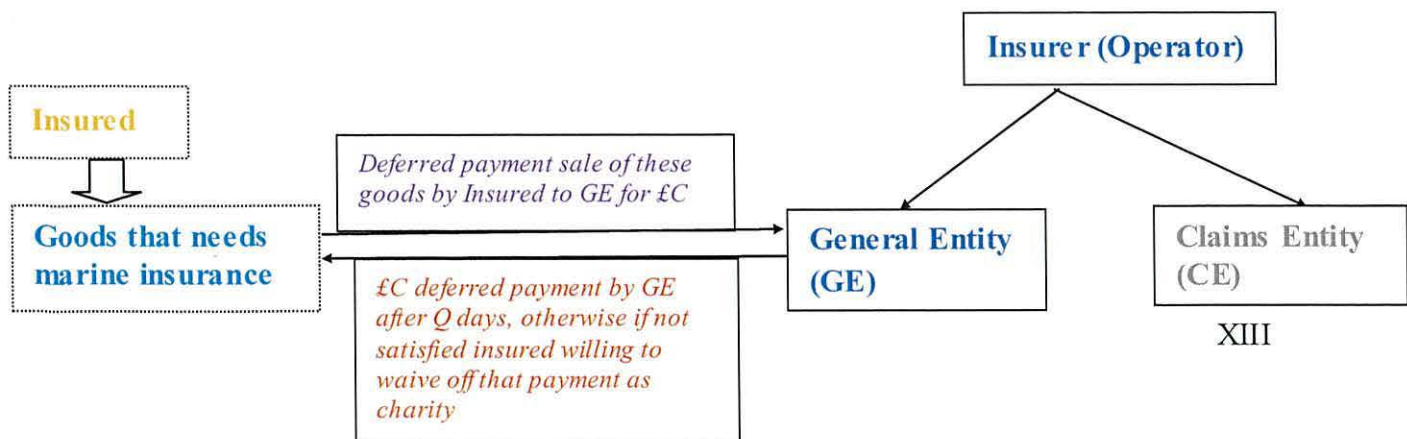 Insurer (Operator)
Insured
Deferred payment sale of these
goods by Insured to GE for £C
Goods that needs
marine insurance
General Entity
(GE)
Claims Entity
(CE)
£C deferred payment by GE
after Q days, otherwise if not
satisfied insured willing to
waive off that payment as
charity
XIII